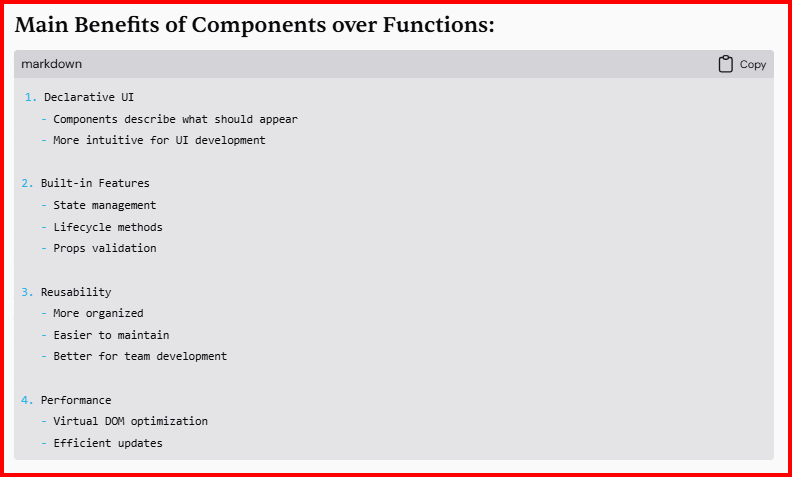 Main Benefits of Components over Functions:
markdown
Copy
1. Declarative UI
- Components describe what should appear
- More intuitive for UI development
2. Built-in Features
- State management
- Lifecycle methods
- Props validation
3. Reusability
- More organized
- Easier to maintain
- Better for team development
4. Performance
- Virtual DOM optimization
- Efficient updates